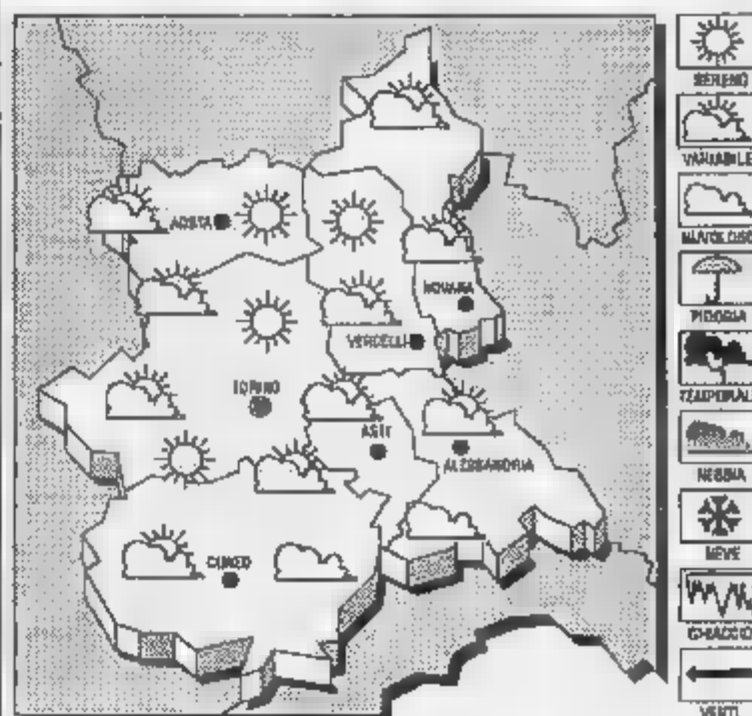 SERENO
VARIABILE
NUVOLOSO
PIOGGIA
TEMPORALE
NEBBIA
NEVE
GHIACCIO
VENTI
AOSTA
NOVARA
VERCELLI
TORINO
ASTI
ALESSANDRIA
CUNEO